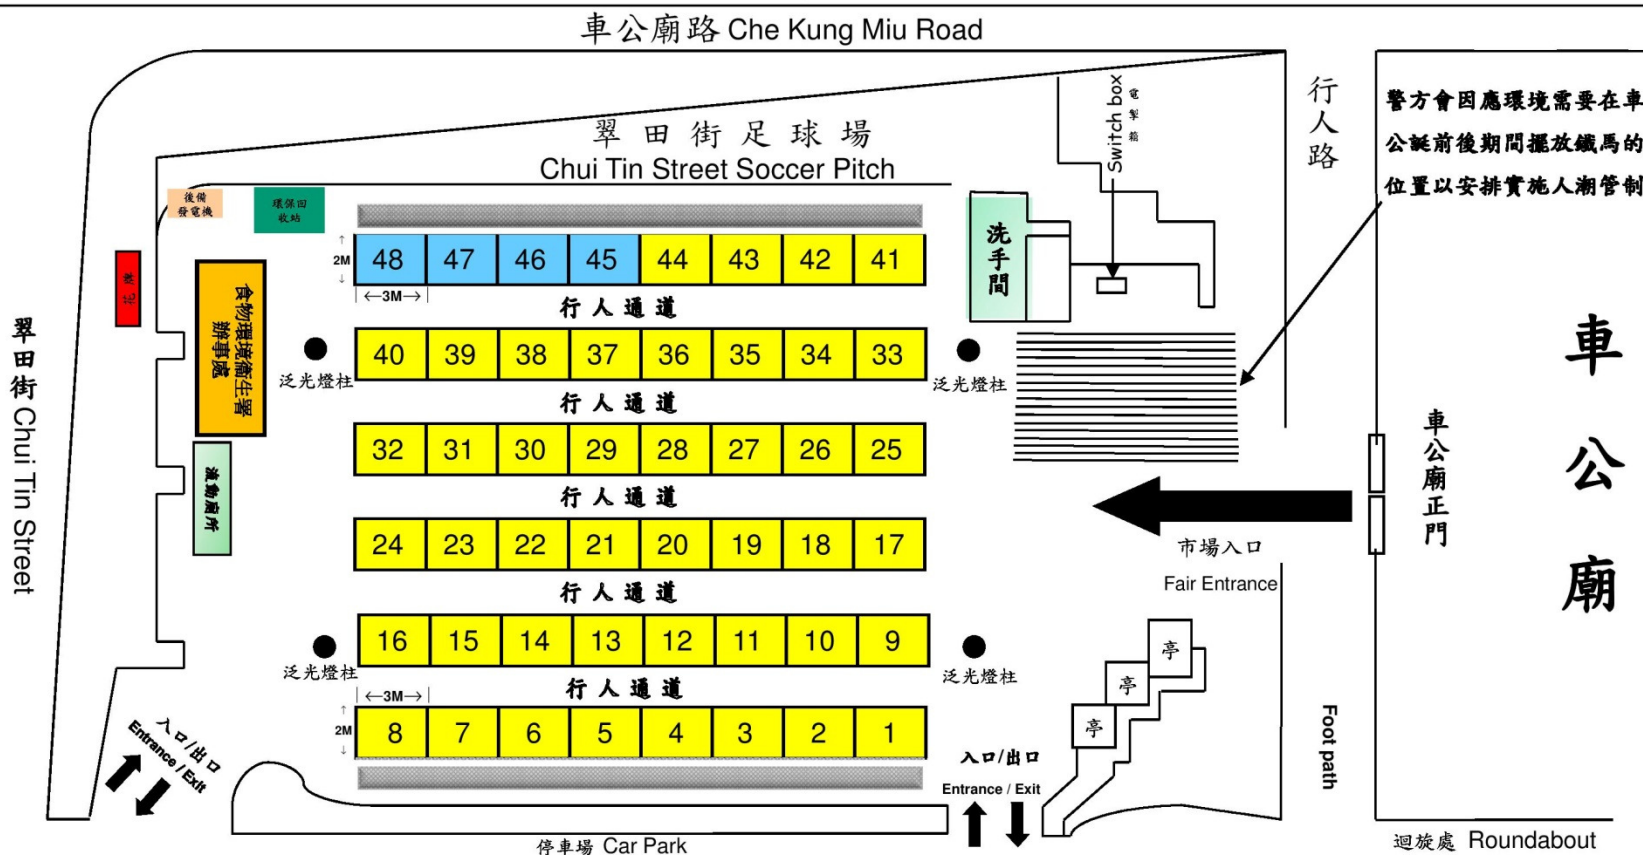 車公廟路 Che Kung Miu Road
翠田街足球場
Chui Tin Street Soccer Pitch
Switch box
電掣箱
行人路
警方會因應環境需要在車
公誕前後期間擺放鐵馬的
位置以安排實施人潮管制
後備
發電機
環保回
收站
2M
48 47 46 45 44 43 42 41
←3M→
洗手間
行人通道
食物環境衞生署
辦事處
翠田街 Chui Tin Street
40 39 38 37 36 35 34 33
泛光燈柱
泛光燈柱
行人通道
車公廟
車公廟正門
32 31 30 29 28 27 26 25
流動廁所
行人通道
24 23 22 21 20 19 18 17
市場入口
Fair Entrance
行人通道
16 15 14 13 12 11 10 9
泛光燈柱
泛光燈柱
亭
亭
亭
行人通道
←3M→
2M
8 7 6 5 4 3 2 1
Foot path
入口/出口
Entrance / Exit
入口/出口
Entrance / Exit
停車場 Car Park
迴旋處 Roundabout